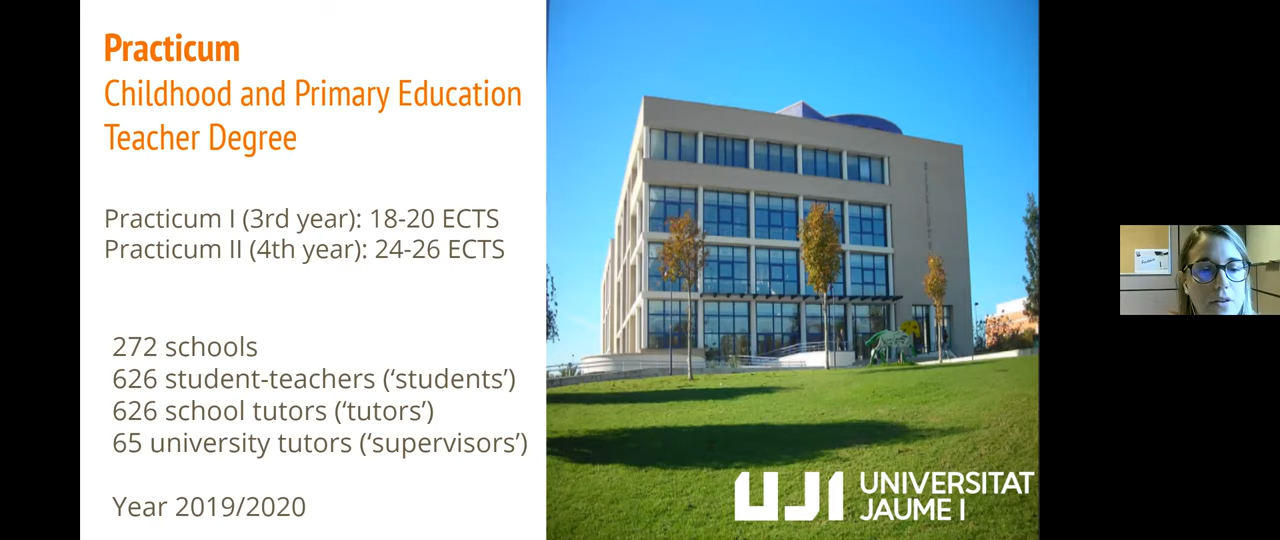 Practicum
Childhood and Primary Education
Teacher Degree
Practicum I (3rd year): 18-20 ECTS
Practicum II (4th year): 24-26 ECTS
272 schools
626 student-teachers (‘students’)
626 school tutors (‘tutors’)
65 university tutors (‘supervisors’)
Year 2019/2020
UJI UNIVERSITAT
JAUME I